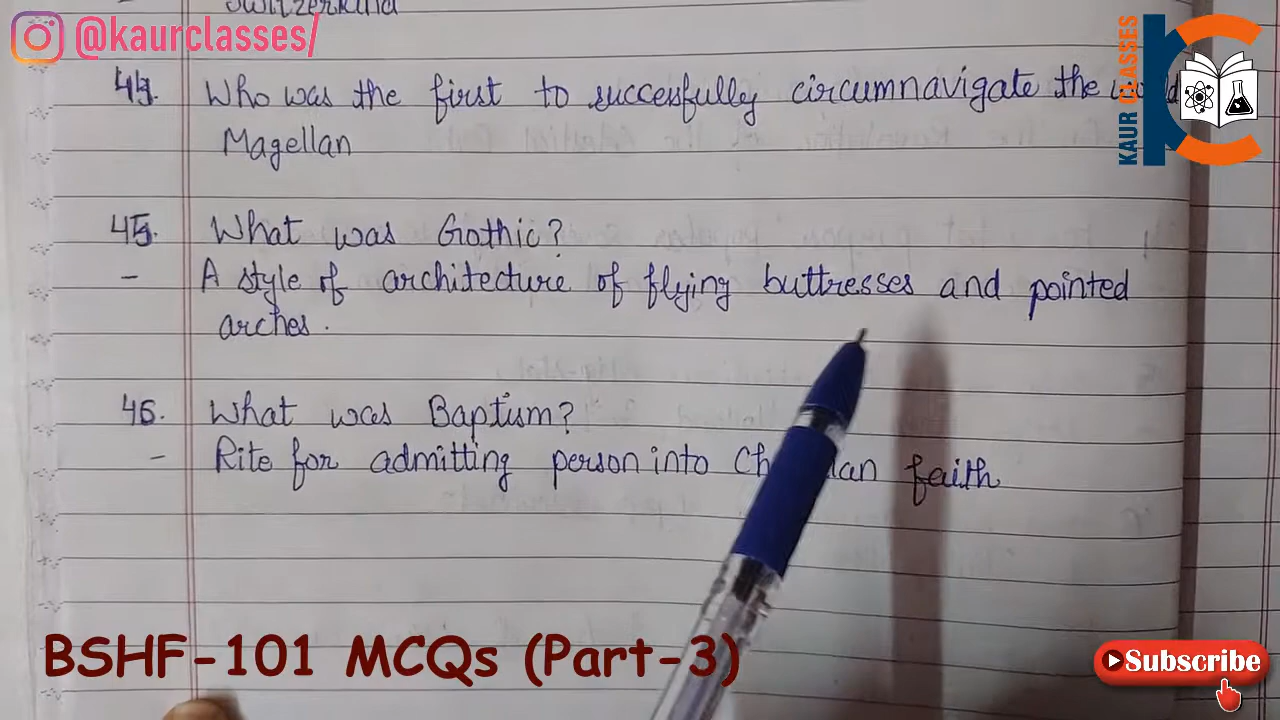 Switzerland
@kaurclasses/
KAUR CLASSES
44. Who was the first to successfully circumnavigate the
Magellan
45. What was Gothic?
- A style of architecture of flying buttresses and pointed
arches.
46. What was Baptism?
- Rite for admitting person into faith
BSHF-101 MCQs (Part-3)
Subscribe